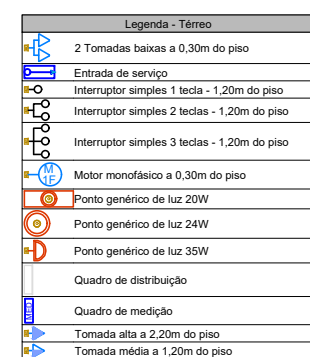 Legenda - Térreo
2 Tomadas baixas a 0,30m do piso
Entrada de serviço
Interruptor simples 1 tecla - 1,20m do piso
Interruptor simples 2 teclas - 1,20m do piso
Interruptor simples 3 teclas - 1,20m do piso
M
1F
Motor monofásico a 0,30m do piso
Ponto genérico de luz 20W
Ponto genérico de luz 24W
Ponto genérico de luz 35W
Quadro de distribuição
MED
Quadro de medição
Tomada alta a 2,20m do piso
Tomada média a 1,20m do piso